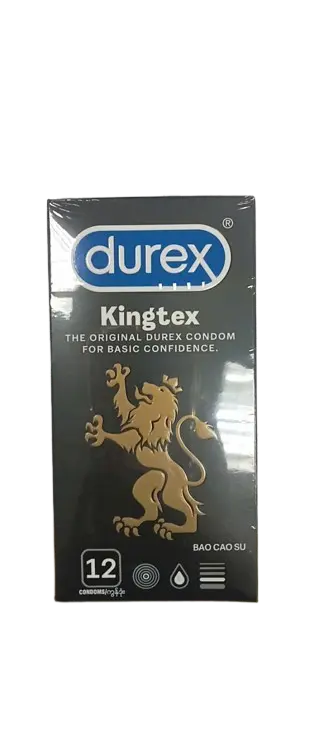 durex®
Kingtex
THE ORIGINAL DUREX CONDOM
FOR BASIC CONFIDENCE.
BAO CAO SU
12
CONDOMS/